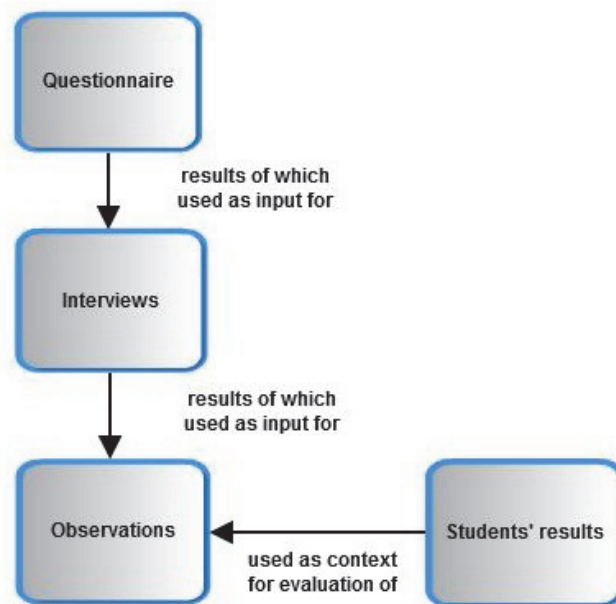 Questionnaire
results of which
used as input for
Interviews
results of which
used as input for
Observations
Students' results
used as context
for evaluation of